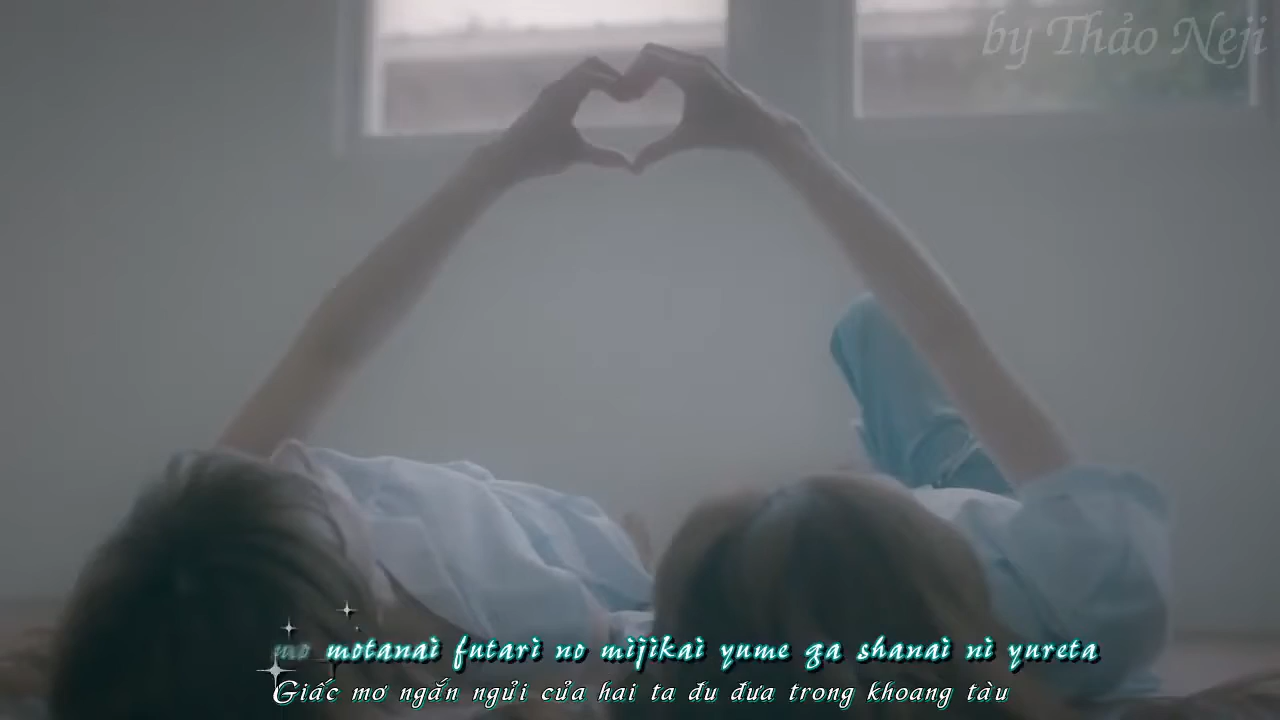 by Thảo Neji
mo motanai futari no mijikai yume ga shanai ni yureta
Giấc mơ ngắn ngủi của hai ta đu đưa trong khoang tàu